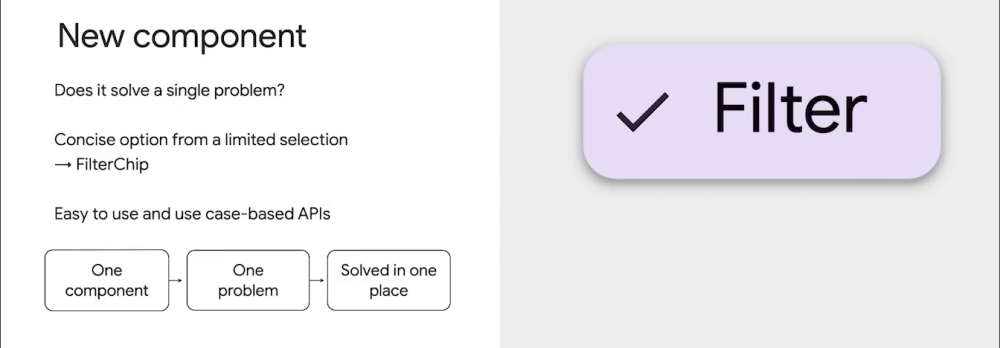 New component
Does it solve a single problem?
Concise option from a limited selection
→ FilterChip
Easy to use and use case-based APIs
One
component
One
problem
Solved in one
place
Filter